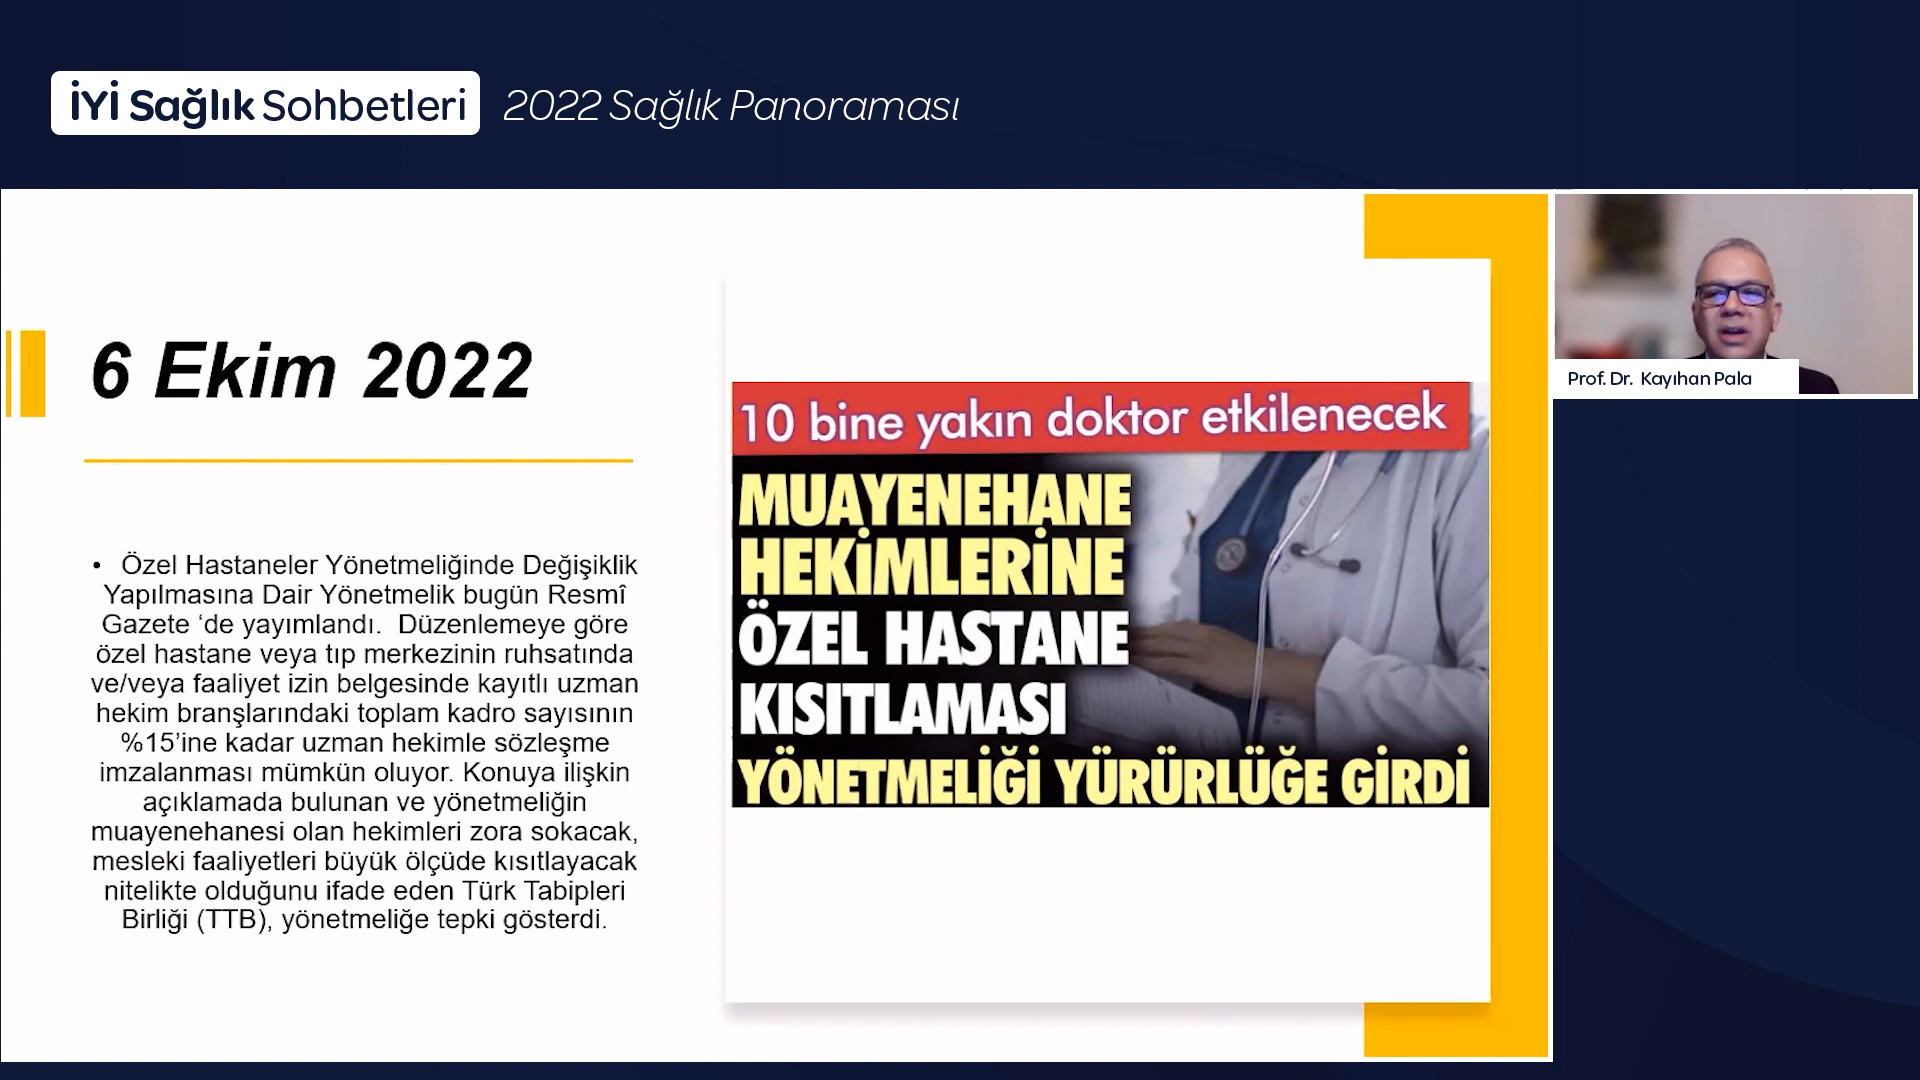 İYİ Sağlık Sohbetleri 2022 Sağlık Panoraması
6 Ekim 2022
• Özel Hastaneler Yönetmeliğinde Değişiklik
Yapılmasına Dair Yönetmelik bugün Resmî
Gazete ‘de yayımlandı. Düzenlemeye göre
özel hastane veya tıp merkezinin ruhsatında
ve/veya faaliyet izin belgesinde kayıtlı uzman
hekim branşlarındaki toplam kadro sayısının
%15’ine kadar uzman hekimle sözleşme
imzalanması mümkün oluyor. Konuya ilişkin
açıklamada bulunan ve yönetmeliğin
muayenehanesi olan hekimleri zora sokacak,
mesleki faaliyetleri büyük ölçüde kısıtlayacak
nitelikte olduğunu ifade eden Türk Tabipleri
Birliği (TTB), yönetmeliğe tepki gösterdi.
10 bine yakın doktor etkilenecek
MUAYENEHANE
HEKİMLERİNE
ÖZEL HASTANE
KISITLAMASI
YÖNETMELİĞİ YÜRÜRLÜĞE GİRDİ
Prof. Dr. Kayıhan Pala